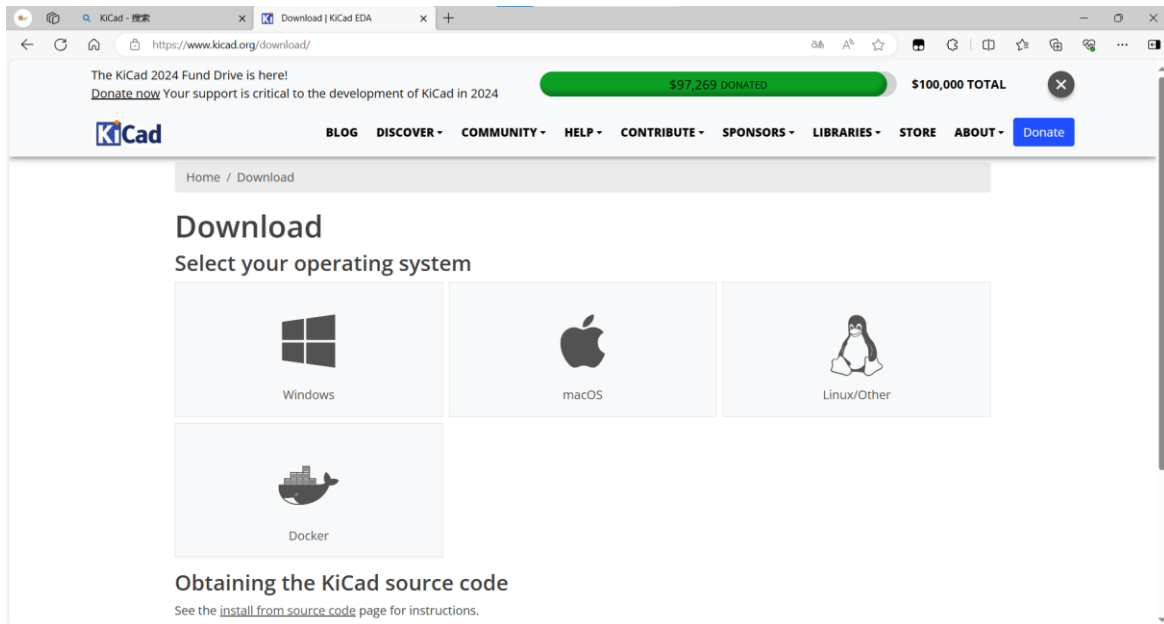 KiCad - 搜索
Download | KiCad EDA
https://www.kicad.org/download/
The KiCad 2024 Fund Drive is here!
Donate now Your support is critical to the development of KiCad in 2024
$97,269 DONATED
$100,000 TOTAL
KiCad
BLOG DISCOVER COMMUNITY HELP CONTRIBUTE SPONSORS LIBRARIES STORE ABOUT Donate
Home / Download
Download
Select your operating system
Windows
macOS
Linux/Other
Docker
Obtaining the KiCad source code
See the install from source code page for instructions.